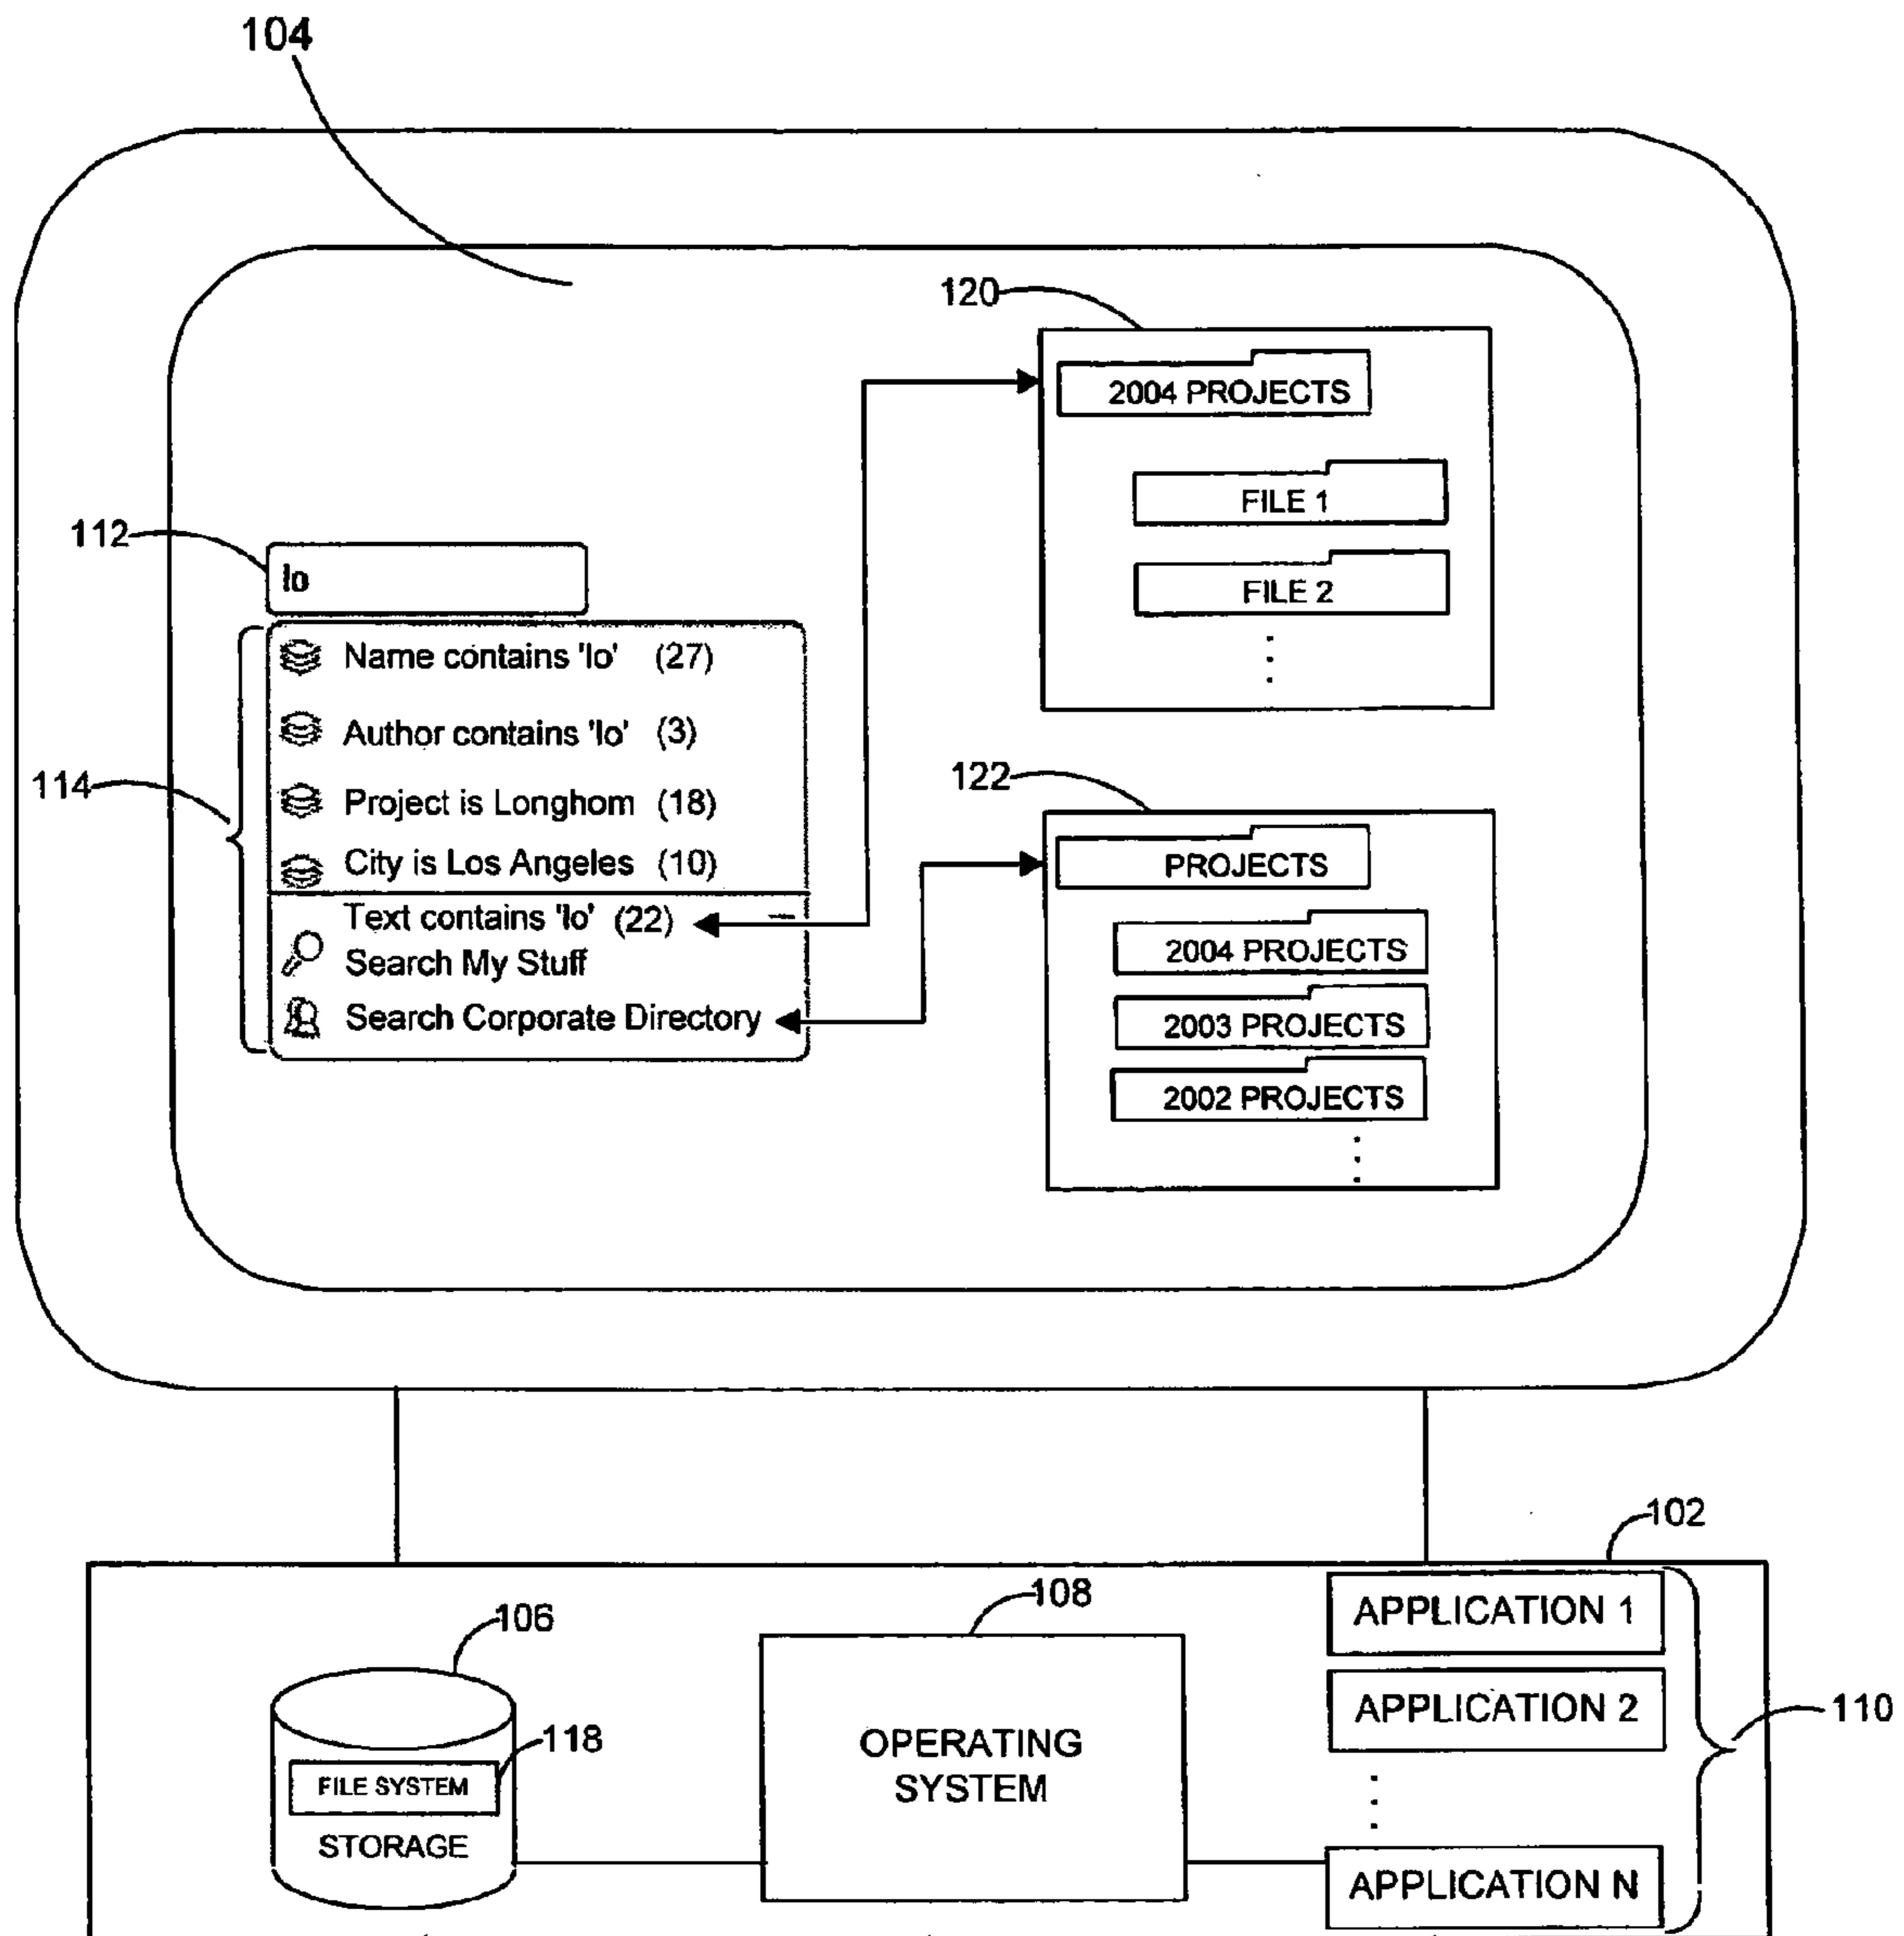 104
120
2004 PROJECTS
FILE 1
112
lo
FILE 2
Name contains 'lo' (27)
Author contains 'lo' (3)
114
122
Project is Longhom (18)
City is Los Angeles (10)
PROJECTS
Text contains 'lo' (22)
Search My Stuff
2004 PROJECTS
Search Corporate Directory
2003 PROJECTS
2002 PROJECTS
102
106
108
APPLICATION 1
118
OPERATING
SYSTEM
APPLICATION 2
110
FILE SYSTEM
STORAGE
APPLICATION N